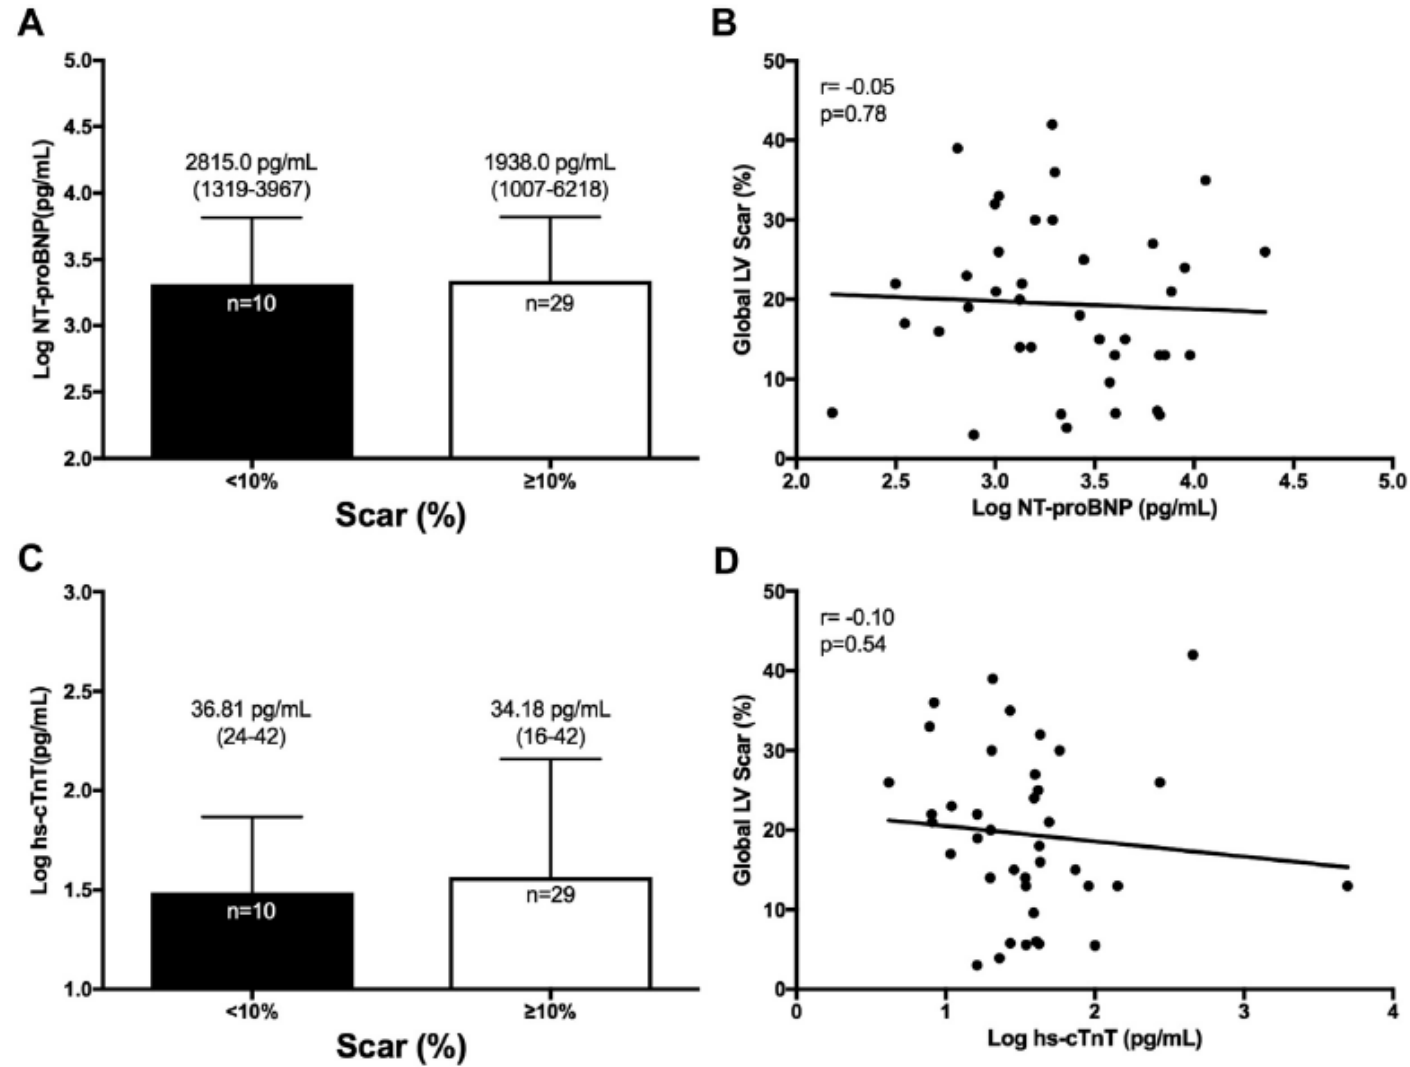 A
5.0
4.5
4.0
3.5
3.0
2.5
2.0
Log NT-proBNP(pg/mL)
2815.0 pg/mL
(1319-3967)
1938.0 pg/mL
(1007-6218)
n=10
n=29
<10%
≥10%
Scar (%)
B
50
40
30
20
10
0
Global LV Scar (%)
r= -0.05
p=0.78
2.0 2.5 3.0 3.5 4.0 4.5 5.0
Log NT-proBNP (pg/mL)
C
3.0
2.5
2.0
1.5
1.0
Log hs-cTnT(pg/mL)
36.81 pg/mL
(24-42)
34.18 pg/mL
(16-42)
n=10
n=29
<10%
≥10%
Scar (%)
D
50
40
30
20
10
0
Global LV Scar (%)
r= -0.10
p=0.54
0 1 2 3 4
Log hs-cTnT (pg/mL)